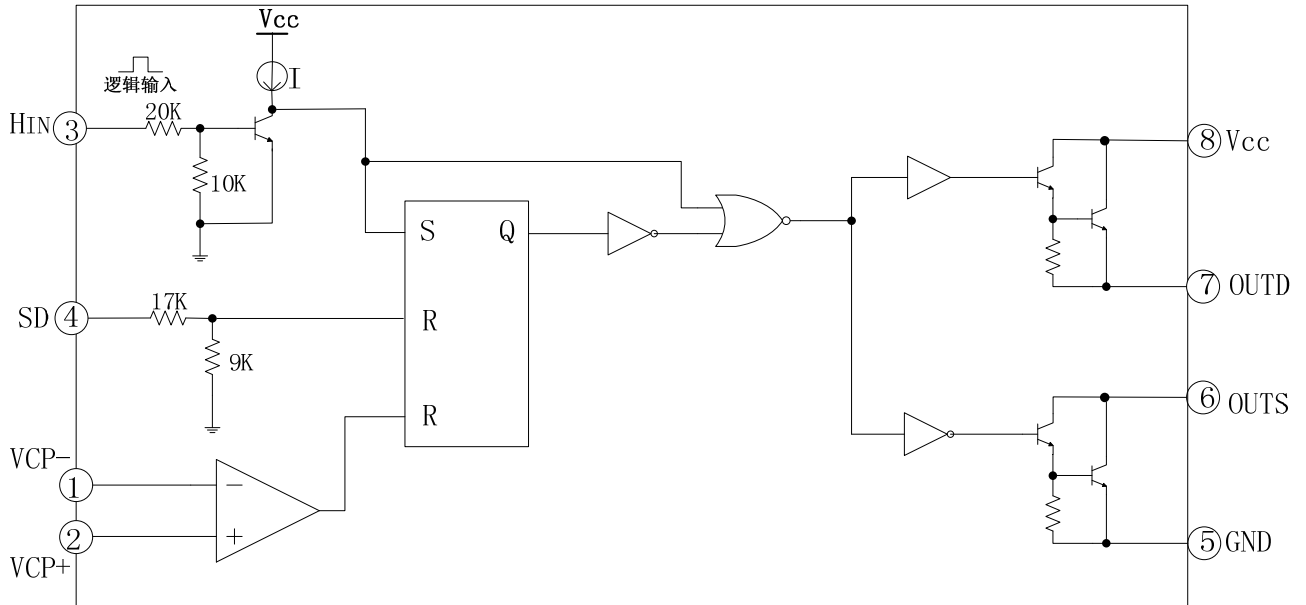 Vcc
I
逻辑输入
HIN
3
20K
10K
8
Vcc
S
Q
7
OUTD
SD
4
17K
R
9K
6
OUTS
R
VCP-
1
-
2
+
VCP+
5
GND